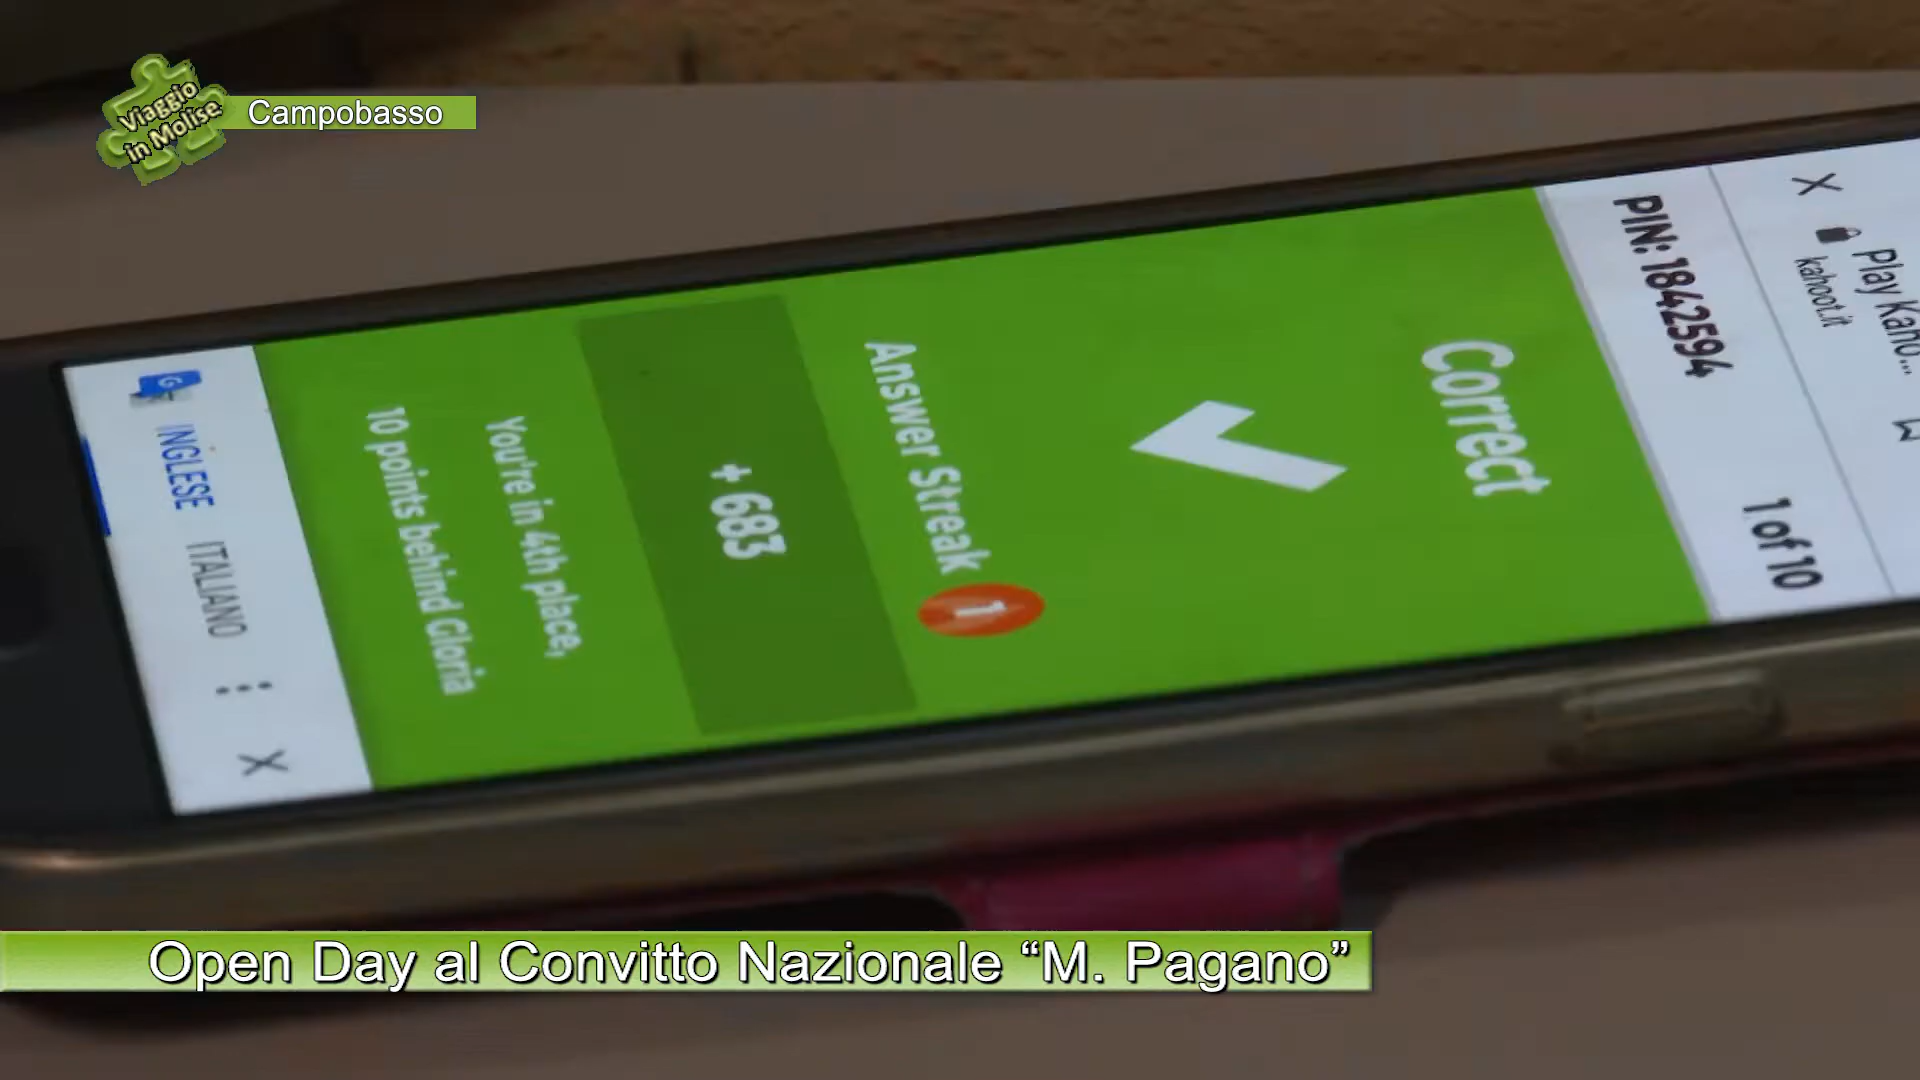 Viaggio
in Molise
Campobasso
Play Kaho...
kahoot.it
PIN: 1842594
1 of 10
Correct
Answer Streak 1
+ 683
You're in 4th place,
10 points behind Gloria
INGLESE ITALIANO
Open Day al Convitto Nazionale “M. Pagano”